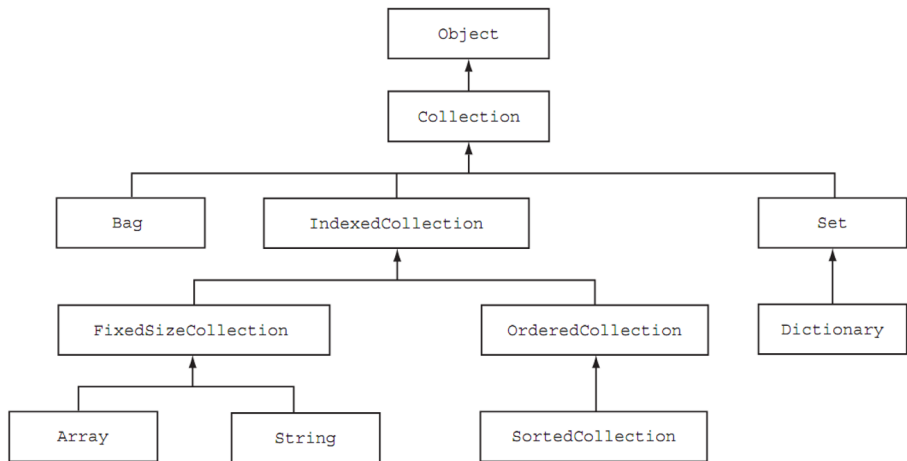 Object
Collection
Bag
IndexedCollection
Set
FixedSizeCollection
OrderedCollection
Dictionary
Array
String
SortedCollection